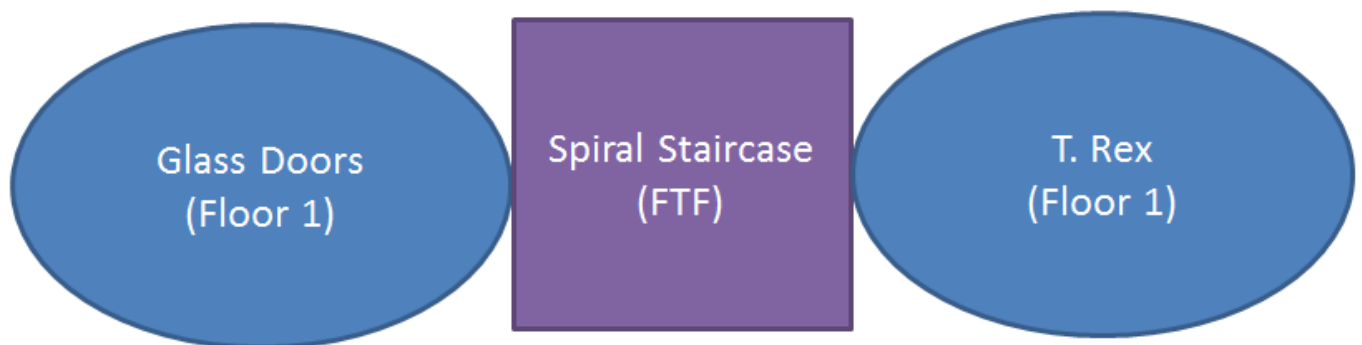 Glass Doors
(Floor 1)
Spiral Staircase
(FTF)
T. Rex
(Floor 1)